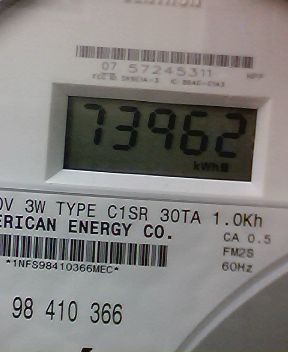 07 57245311
73962
kWh
0V 3W TYPE C1SR 30TA 1.0Kh
ERICAN ENERGY CO.
CA 0.5
FM2S
60Hz
*1NFS98410366MEC*
98 410 366